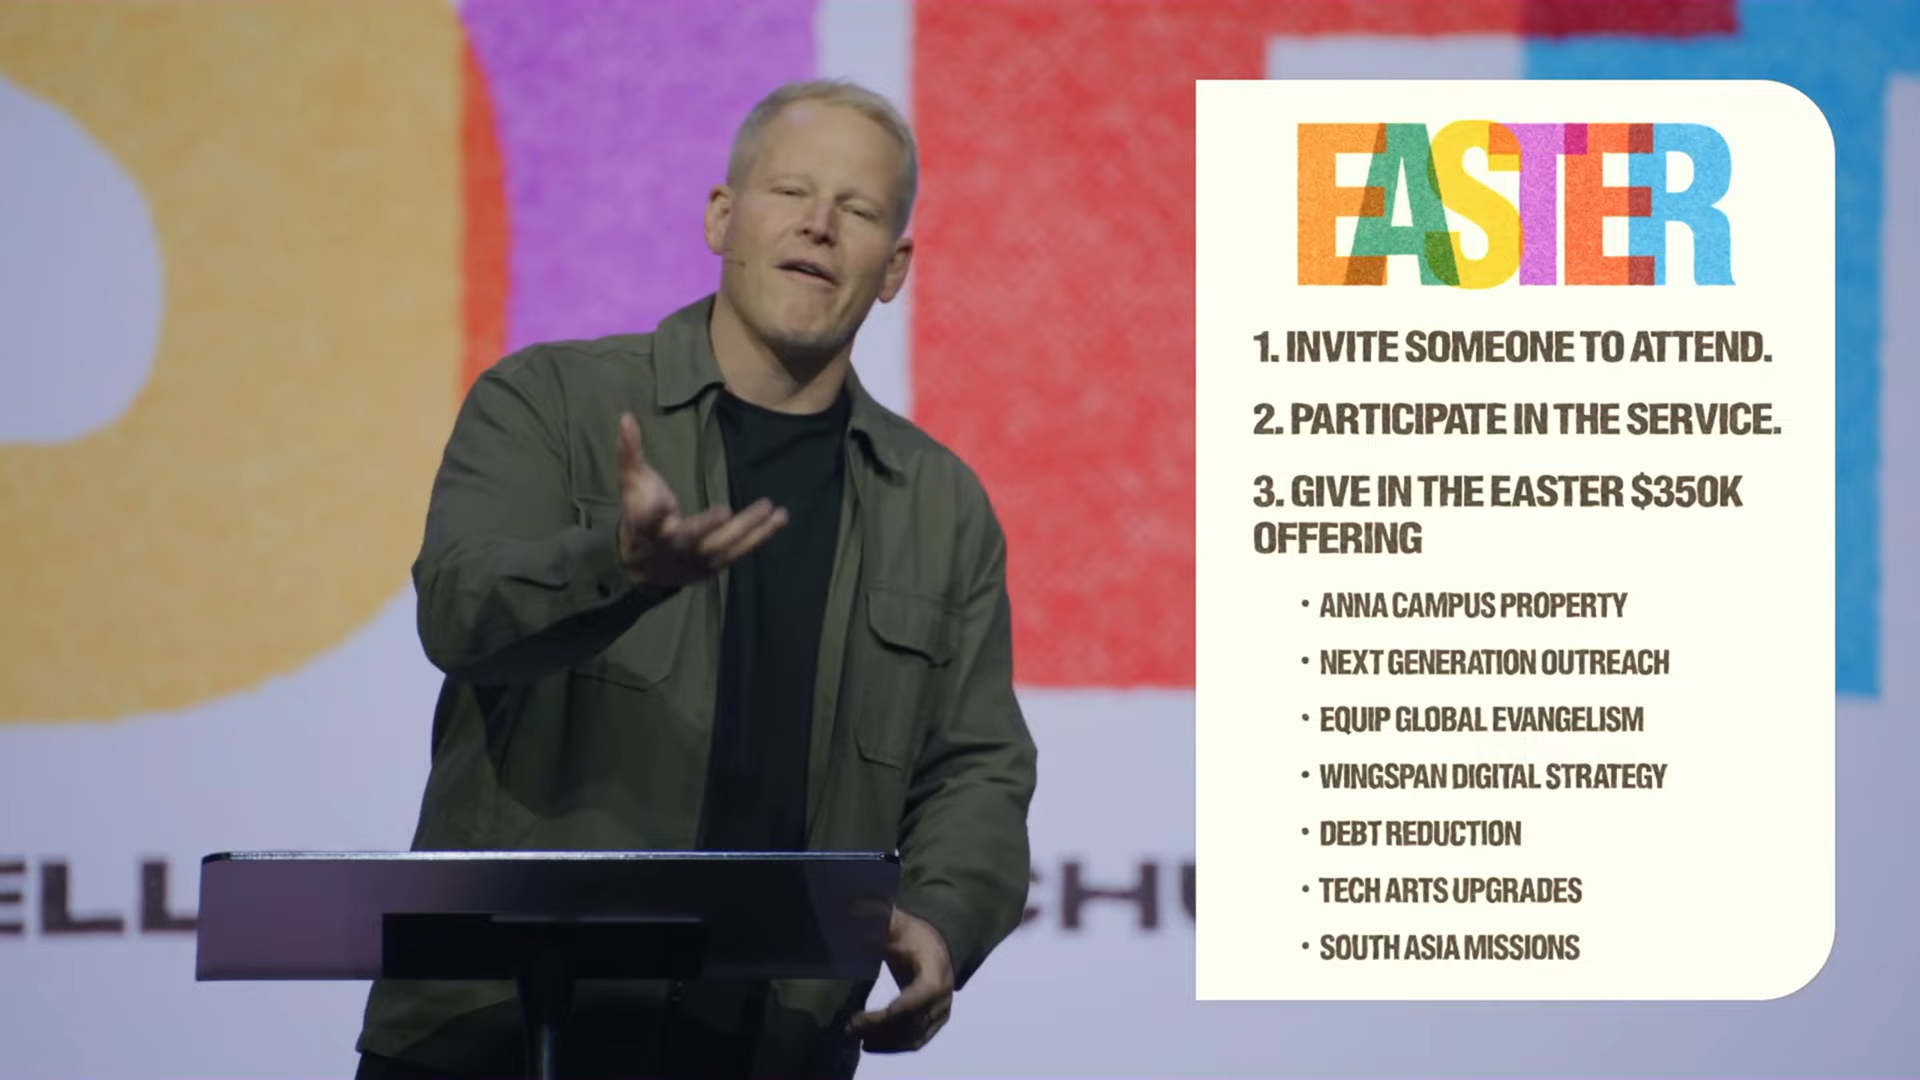 EASTER
1. INVITE SOMEONE TO ATTEND.
2. PARTICIPATE IN THE SERVICE.
3. GIVE IN THE EASTER $350K
OFFERING
• ANNA CAMPUS PROPERTY
• NEXT GENERATION OUTREACH
• EQUIP GLOBAL EVANGELISM
• WINGSPAN DIGITAL STRATEGY
• DEBT REDUCTION
• TECH ARTS UPGRADES
• SOUTH ASIA MISSIONS
ELL
CHU